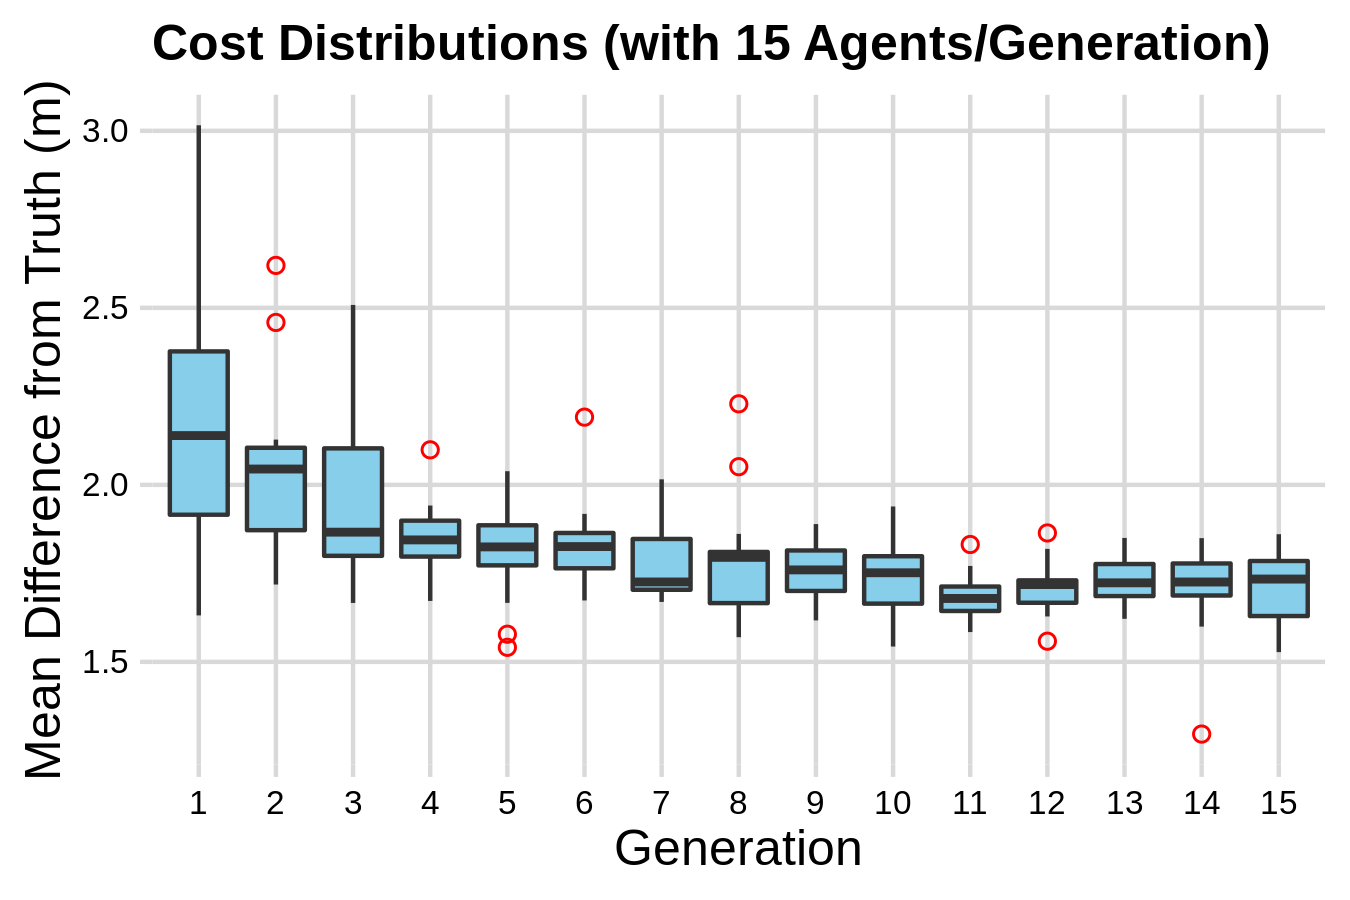 Cost Distributions (with 15 Agents/Generation)
Mean Difference from Truth (m)
3.0
2.5
2.0
1.5
1 2 3 4 5 6 7 8 9 10 11 12 13 14 15
Generation